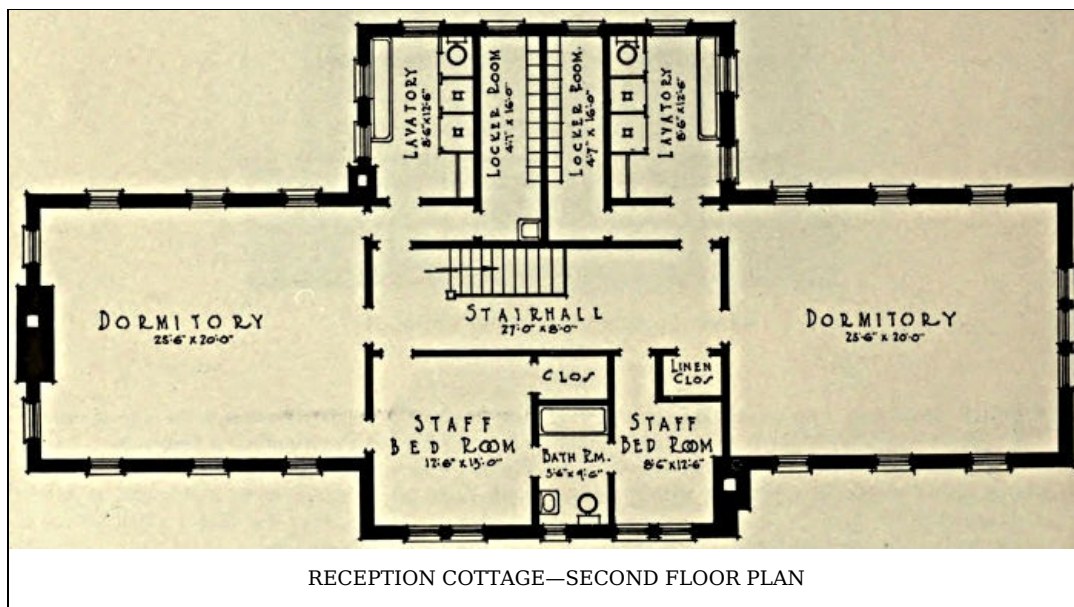 LAVATORY
8'-6"x12'-6"
LOCKER ROOM
4'-7" x 16'-0"
LOCKER ROOM.
4'-7" x 16'-0"
LAVATORY
8'-6"x12'-6"
DORMITORY
25'-6" x 20'-0"
STAIRHALL
27'-0" x 8'-0"
DORMITORY
25'-6" x 20'-0"
CLOS
LINEN
CLOS
STAFF
BED ROOM
12'-6" x 13'-0"
BATH RM.
5'-6" x 9'-6"
STAFF
BED ROOM
8'-6"x12'-6"
RECEPTION COTTAGE—SECOND FLOOR PLAN